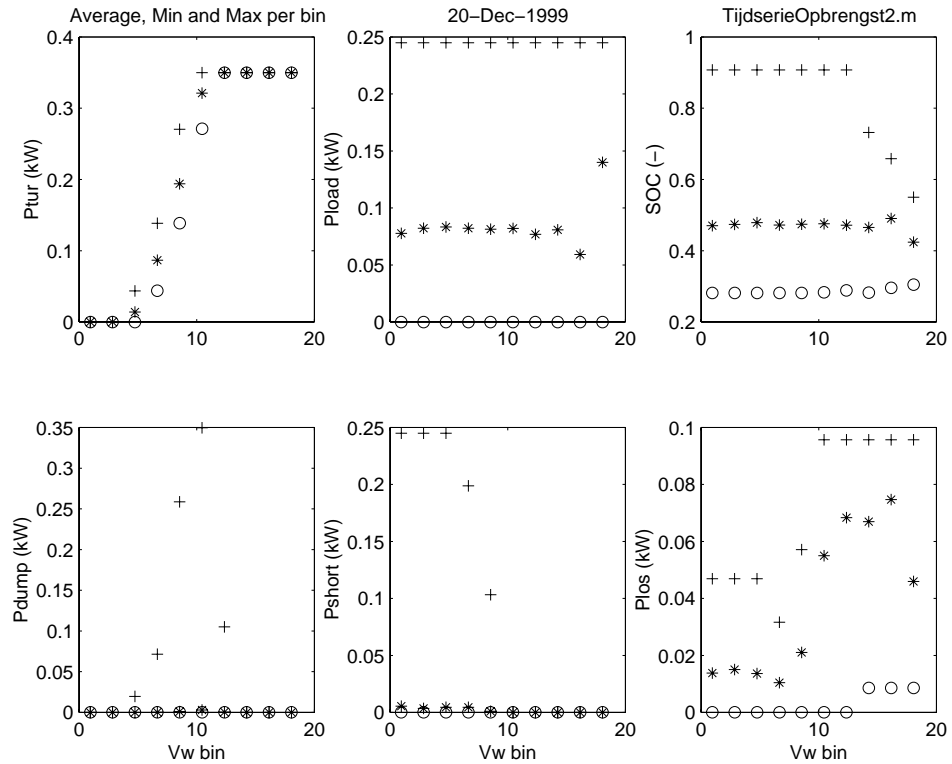 Average, Min and Max per bin
20−Dec−1999
TijdserieOpbrengst2.m
Ptur (kW)
0.4
0.3
0.2
0.1
0
0 10 20
Pload (kW)
0.25
0.2
0.15
0.1
0.05
0
0 10 20
SOC (−)
1
0.8
0.6
0.4
0.2
0 10 20
Pdump (kW)
0.35
0.3
0.25
0.2
0.15
0.1
0.05
0
0 10 20
Vw bin
Pshort (kW)
0.25
0.2
0.15
0.1
0.05
0
0 10 20
Vw bin
Plos (kW)
0.1
0.08
0.06
0.04
0.02
0
0 10 20
Vw bin